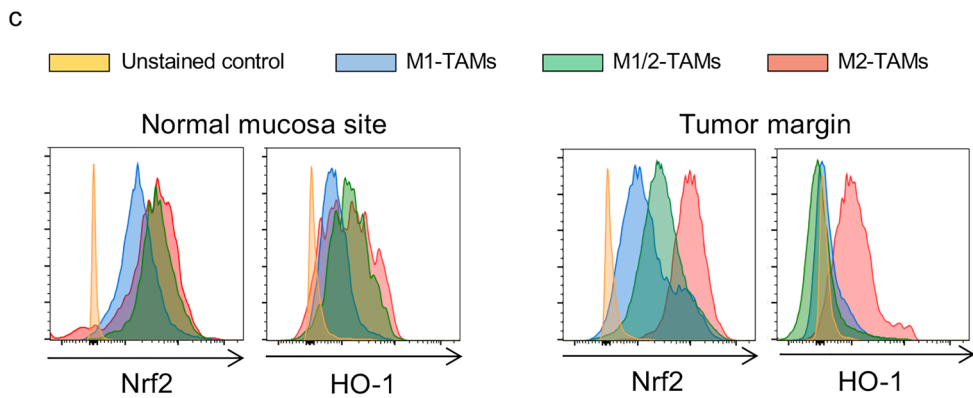 c
Unstained control
M1-TAMs
M1/2-TAMs
M2-TAMs
Normal mucosa site
Tumor margin
Nrf2
HO-1
Nrf2
HO-1